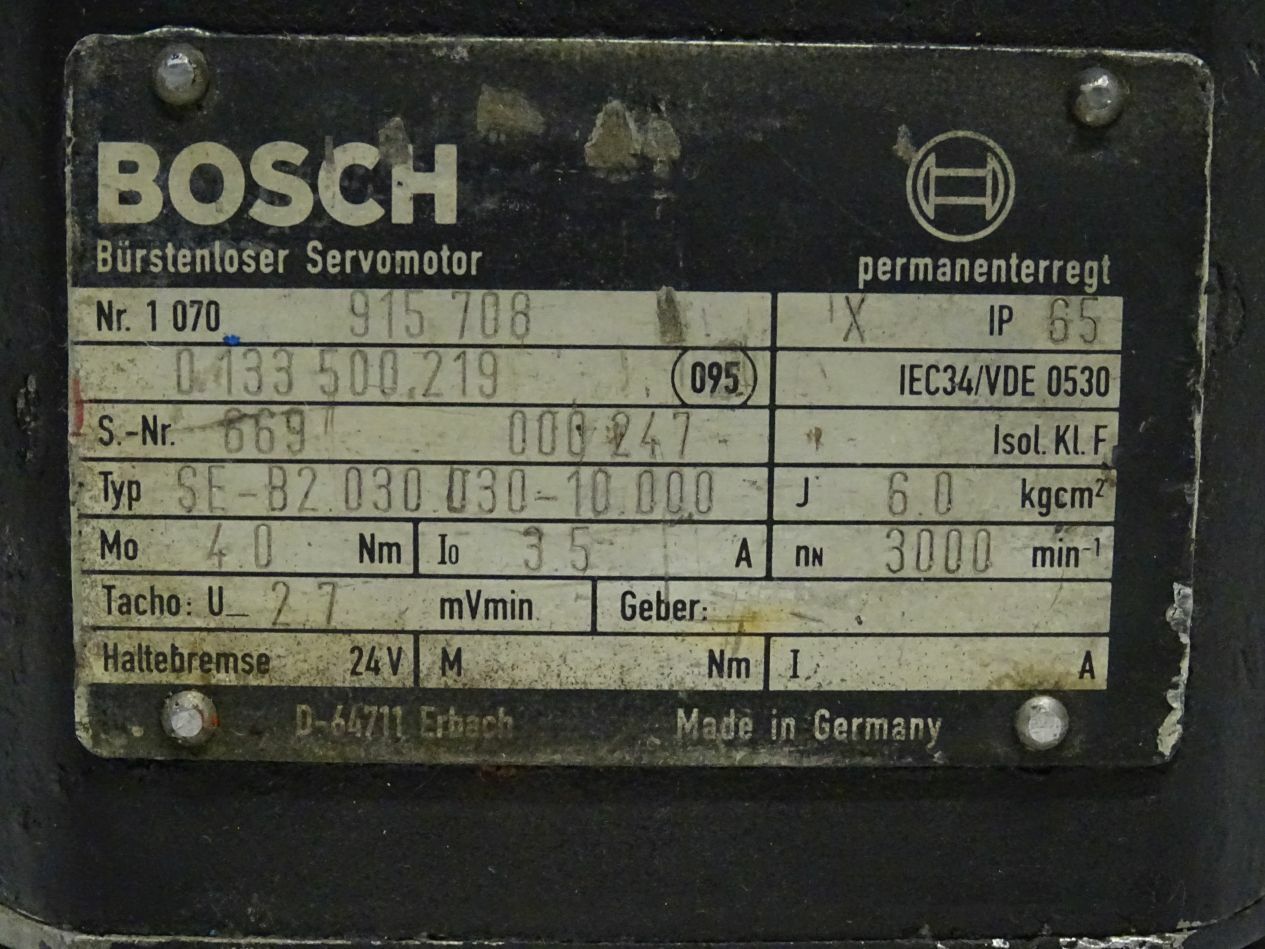 BOSCH
Bürstenloser Servomotor
permanenterregt
Nr. 1 070 915 708 X IP 65
0.133 500.219 095 IEC34/VDE 0530
S.-Nr. 669 000 247 Isol. Kl. F
Typ SE-B2.030.030-10.000 J 6.0 kgcm²
Mo 4.0 Nm I₀ 3.5 A nN 3000 min⁻¹
Tacho: U_ 2.7 mVmin Geber:
Haltebremse 24V M Nm I A
D-64711 Erbach Made in Germany